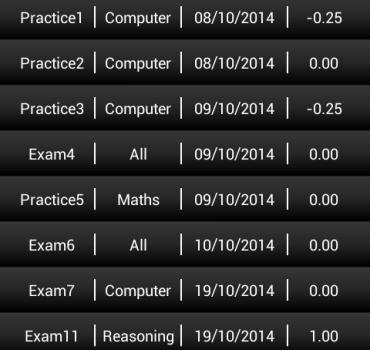 Practice1 | Computer | 08/10/2014 | -0.25
Practice2 | Computer | 08/10/2014 | 0.00
Practice3 | Computer | 09/10/2014 | -0.25
Exam4 | All | 09/10/2014 | 0.00
Practice5 | Maths | 09/10/2014 | 0.00
Exam6 | All | 10/10/2014 | 0.00
Exam7 | Computer | 19/10/2014 | 0.00
Exam11 | Reasoning | 19/10/2014 | 1.00